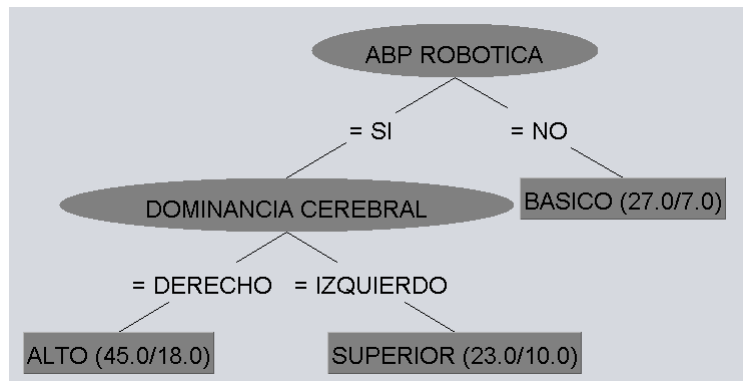 ABP ROBOTICA
= SI
= NO
DOMINANCIA CEREBRAL
BASICO (27.0/7.0)
= DERECHO
= IZQUIERDO
ALTO (45.0/18.0)
SUPERIOR (23.0/10.0)